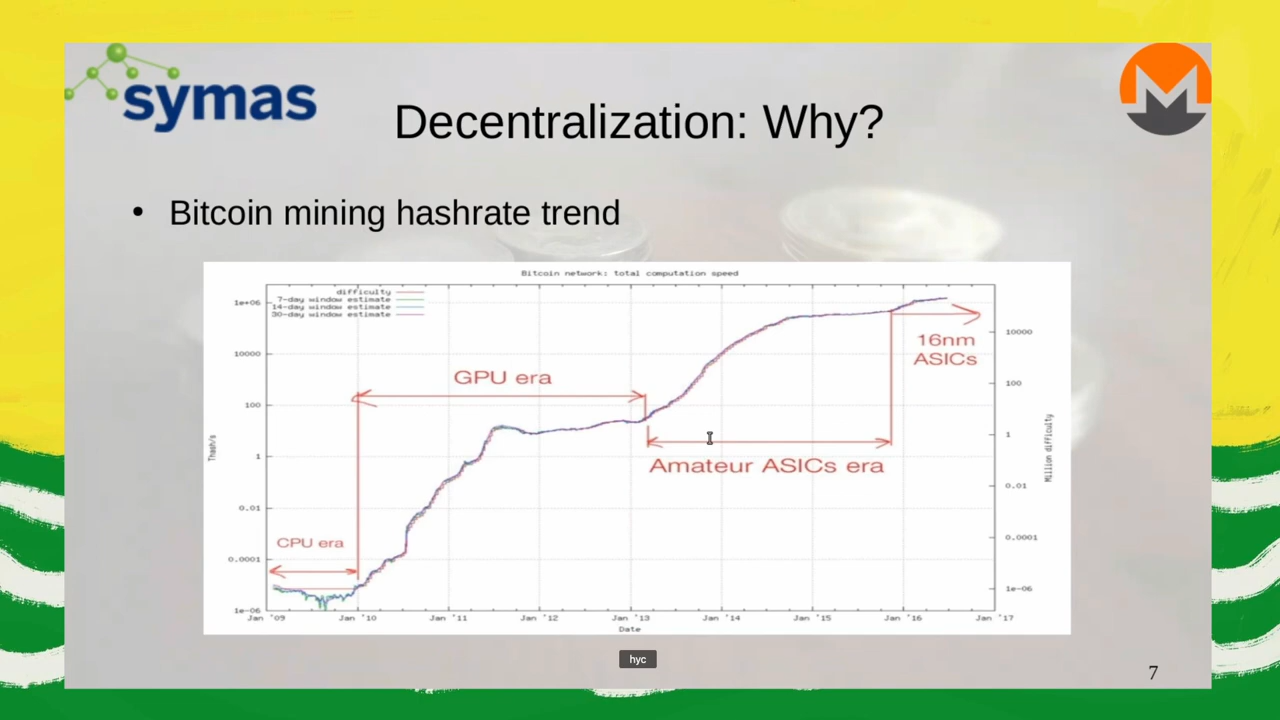 symas
Decentralization: Why?
• Bitcoin mining hashrate trend
Bitcoin network: total computation speed
difficulty
7-day window estimate
14-day window estimate
30-day window estimate
1e+06
10000
100
1
0.01
0.0001
1e-06
Thash/s
10000
100
1
0.01
0.0001
1e-06
Million difficulty
CPU era
GPU era
Amateur ASICs era
16nm
ASICs
Jan '09
Jan '10
Jan '11
Jan '12
Jan '13
Jan '14
Jan '15
Jan '16
Jan '17
Date
hyc
7